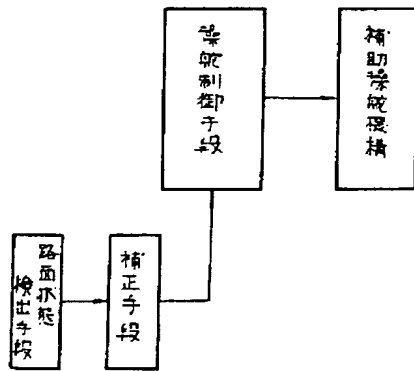 操舵制御手段
補助操舵機構
路面状態
検出手段
補正手段